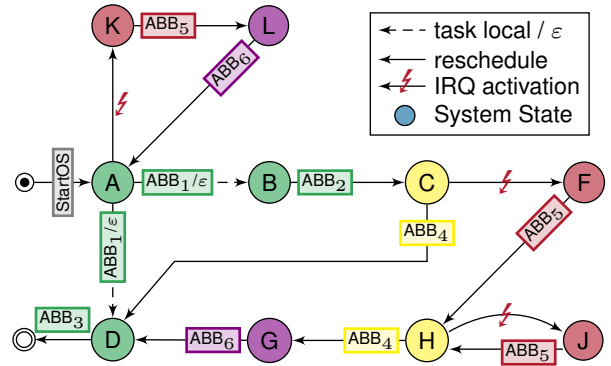 K ABB5 L
ABB6
task local / ε
reschedule
IRQ activation
System State
StartOS A ABB1/ε B ABB2 C F
ABB1/ε
ABB4
ABB5
ABB3 D ABB6 G ABB4 H ABB5 J